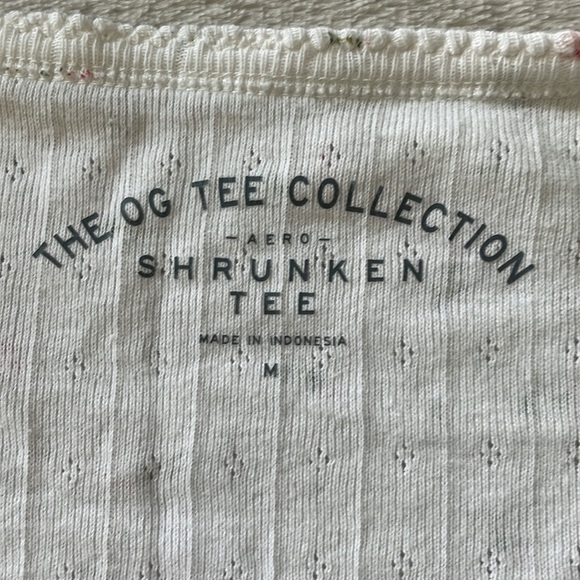 THE OG TEE COLLECTION
- AERO -
SHRUNKEN
TEE
MADE IN INDONESIA
M